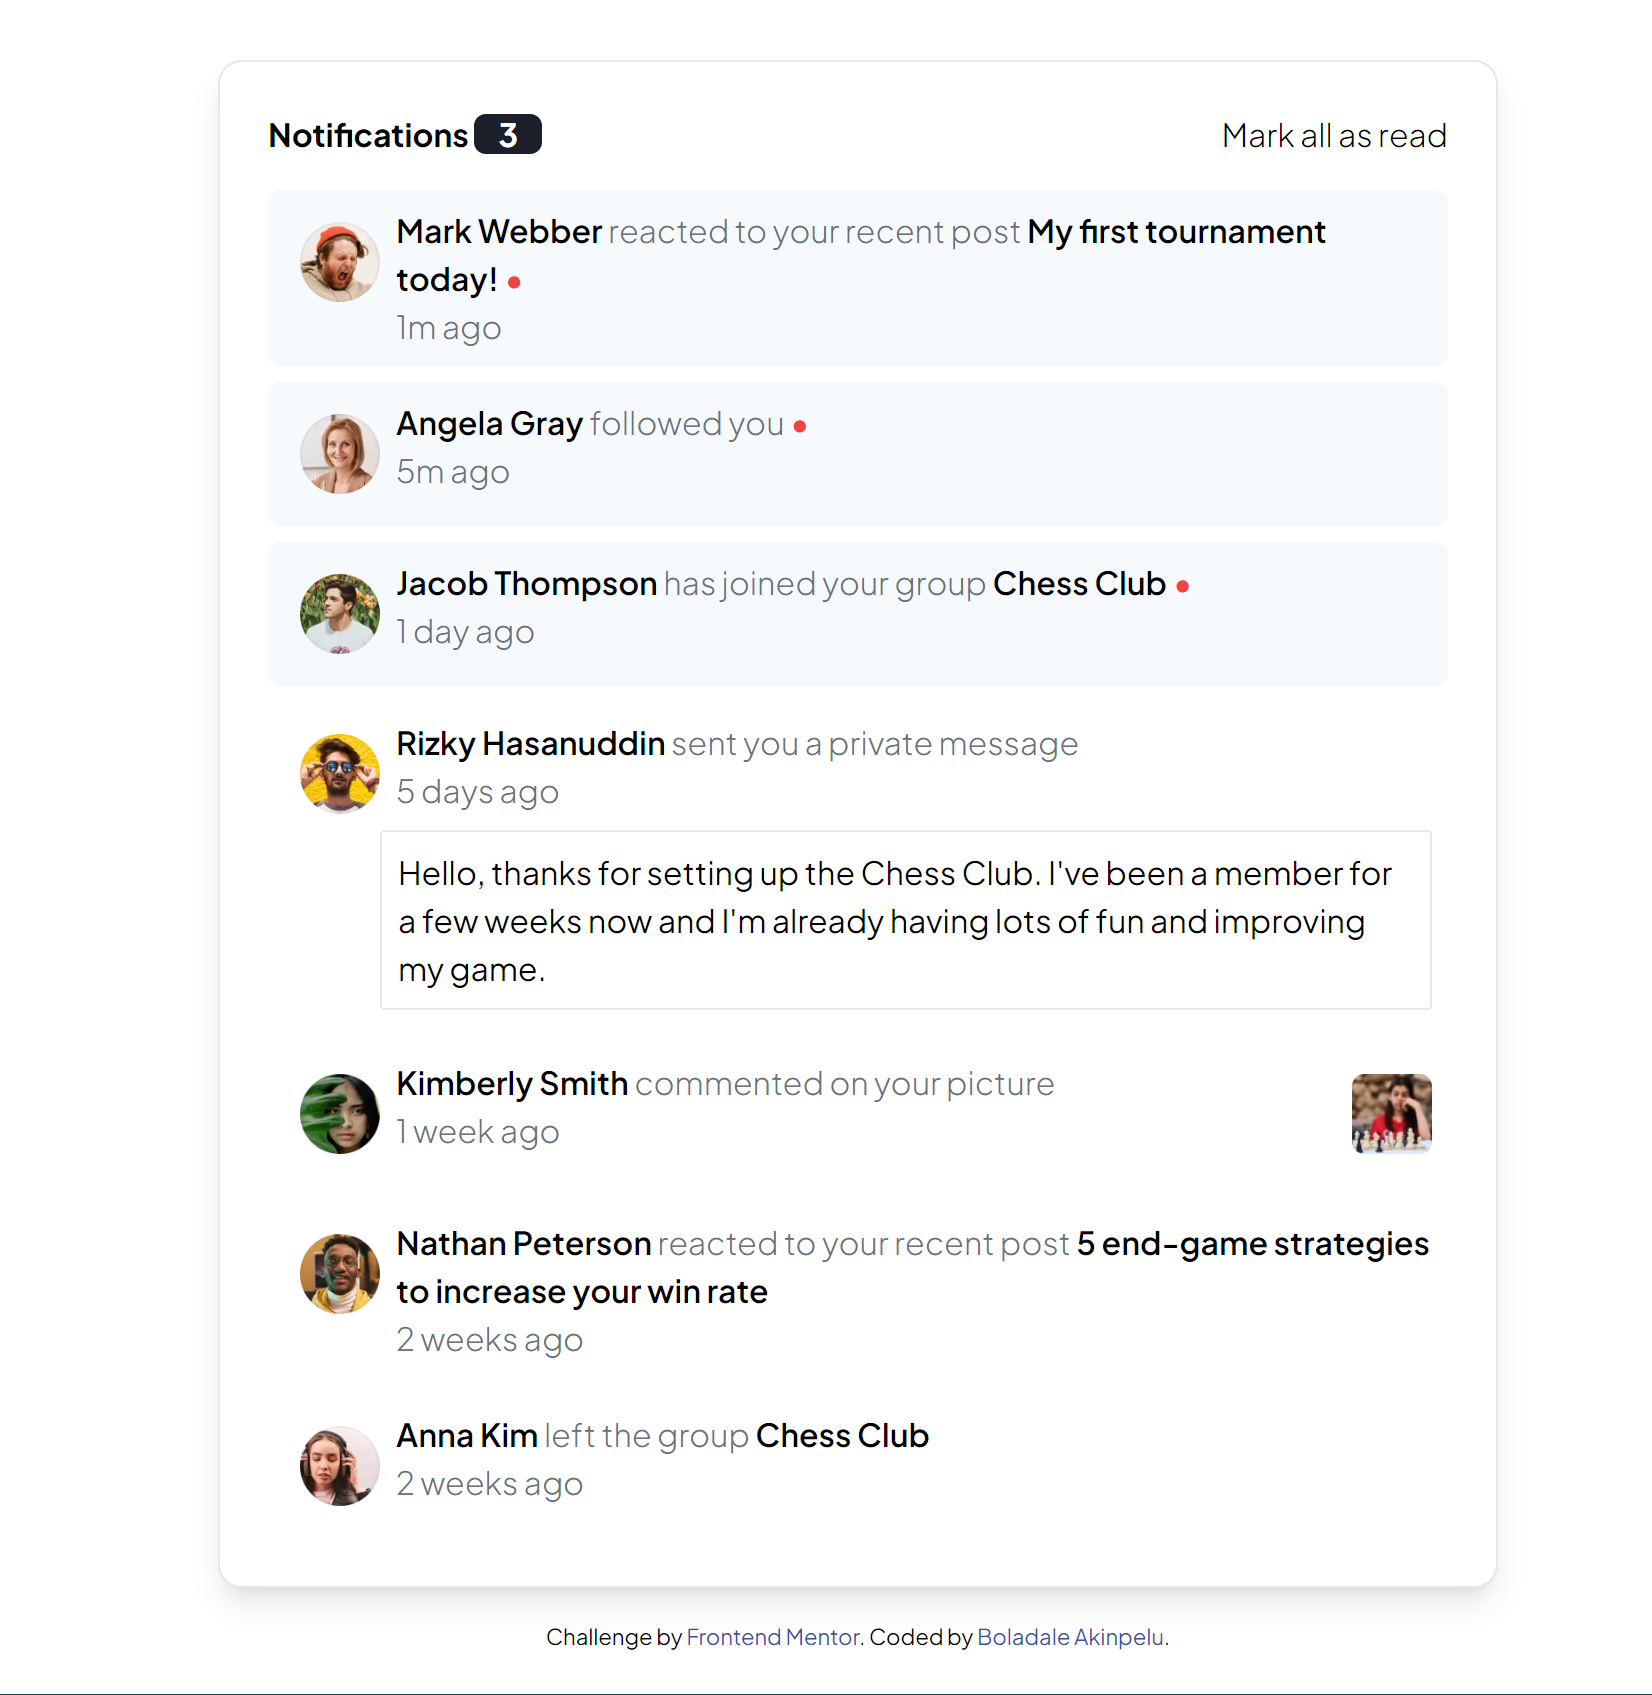 Notifications 3
Mark all as read
Mark Webber reacted to your recent post My first tournament
today!
1m ago
Angela Gray followed you
5m ago
Jacob Thompson has joined your group Chess Club
1 day ago
Rizky Hasanuddin sent you a private message
5 days ago
Hello, thanks for setting up the Chess Club. I've been a member for
a few weeks now and I'm already having lots of fun and improving
my game.
Kimberly Smith commented on your picture
1 week ago
Nathan Peterson reacted to your recent post 5 end-game strategies
to increase your win rate
2 weeks ago
Anna Kim left the group Chess Club
2 weeks ago
Challenge by Frontend Mentor. Coded by Boladale Akinpelu.